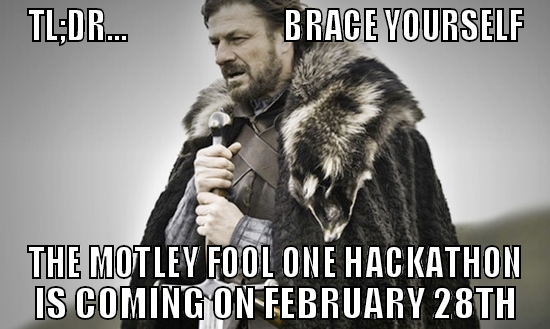 TL;DR... BRACE YOURSELF
THE MOTLEY FOOL ONE HACKATHON
IS COMING ON FEBRUARY 28TH